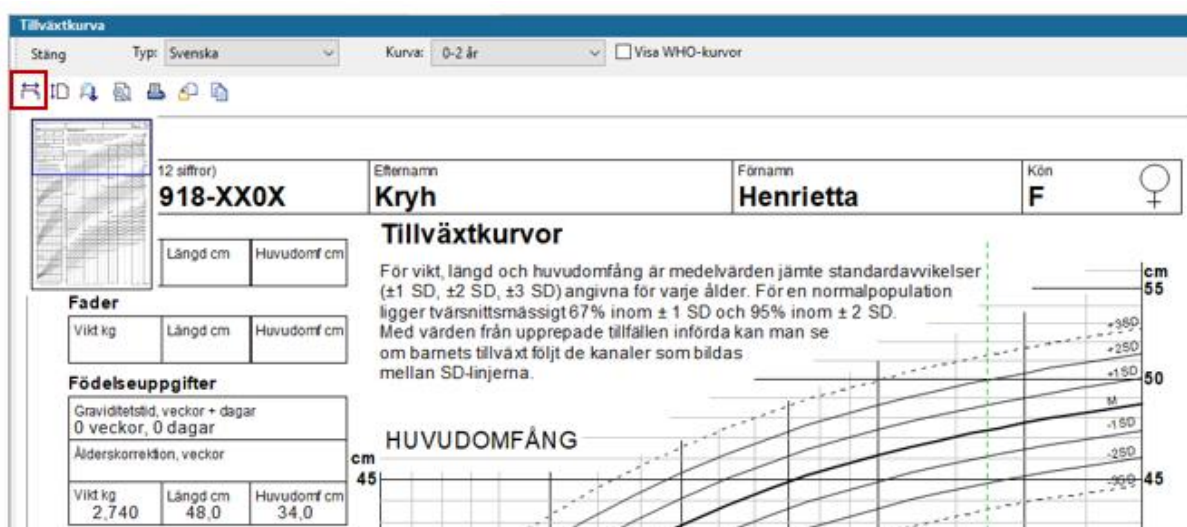 Tillväxtkurva
Stäng Typ: Svenska Kurva: 0-2 år Visa WHO-kurvor
12 siffror) Efternamn Förnamn Kön
918-XX0X Kryh Henrietta F
Tillväxtkurvor
Längd cm Huvudomf cm
För vikt, längd och huvudomfång är medelvärden jämte standardavvikelser
(±1 SD, ±2 SD, ±3 SD) angivna för varje ålder. För en normalpopulation
ligger tvärsnittsmässigt 67% inom ± 1 SD och 95% inom ± 2 SD.
Med värden från upprepade tillfällen införda kan man se
om barnets tillväxt följt de kanaler som bildas
mellan SD-linjerna.
Fader
Vikt kg Längd cm Huvudomf cm
Födelseuppgifter
Graviditetstid, veckor + dagar
0 veckor, 0 dagar
Ålderskorrektion, veckor
Vikt kg Längd cm Huvudomf cm
2,740 48,0 34,0
HUVUDOMFÅNG
cm
45
cm
55
+3SD
+2SD
+1SD
50
M
-1SD
-2SD
-3SD
45